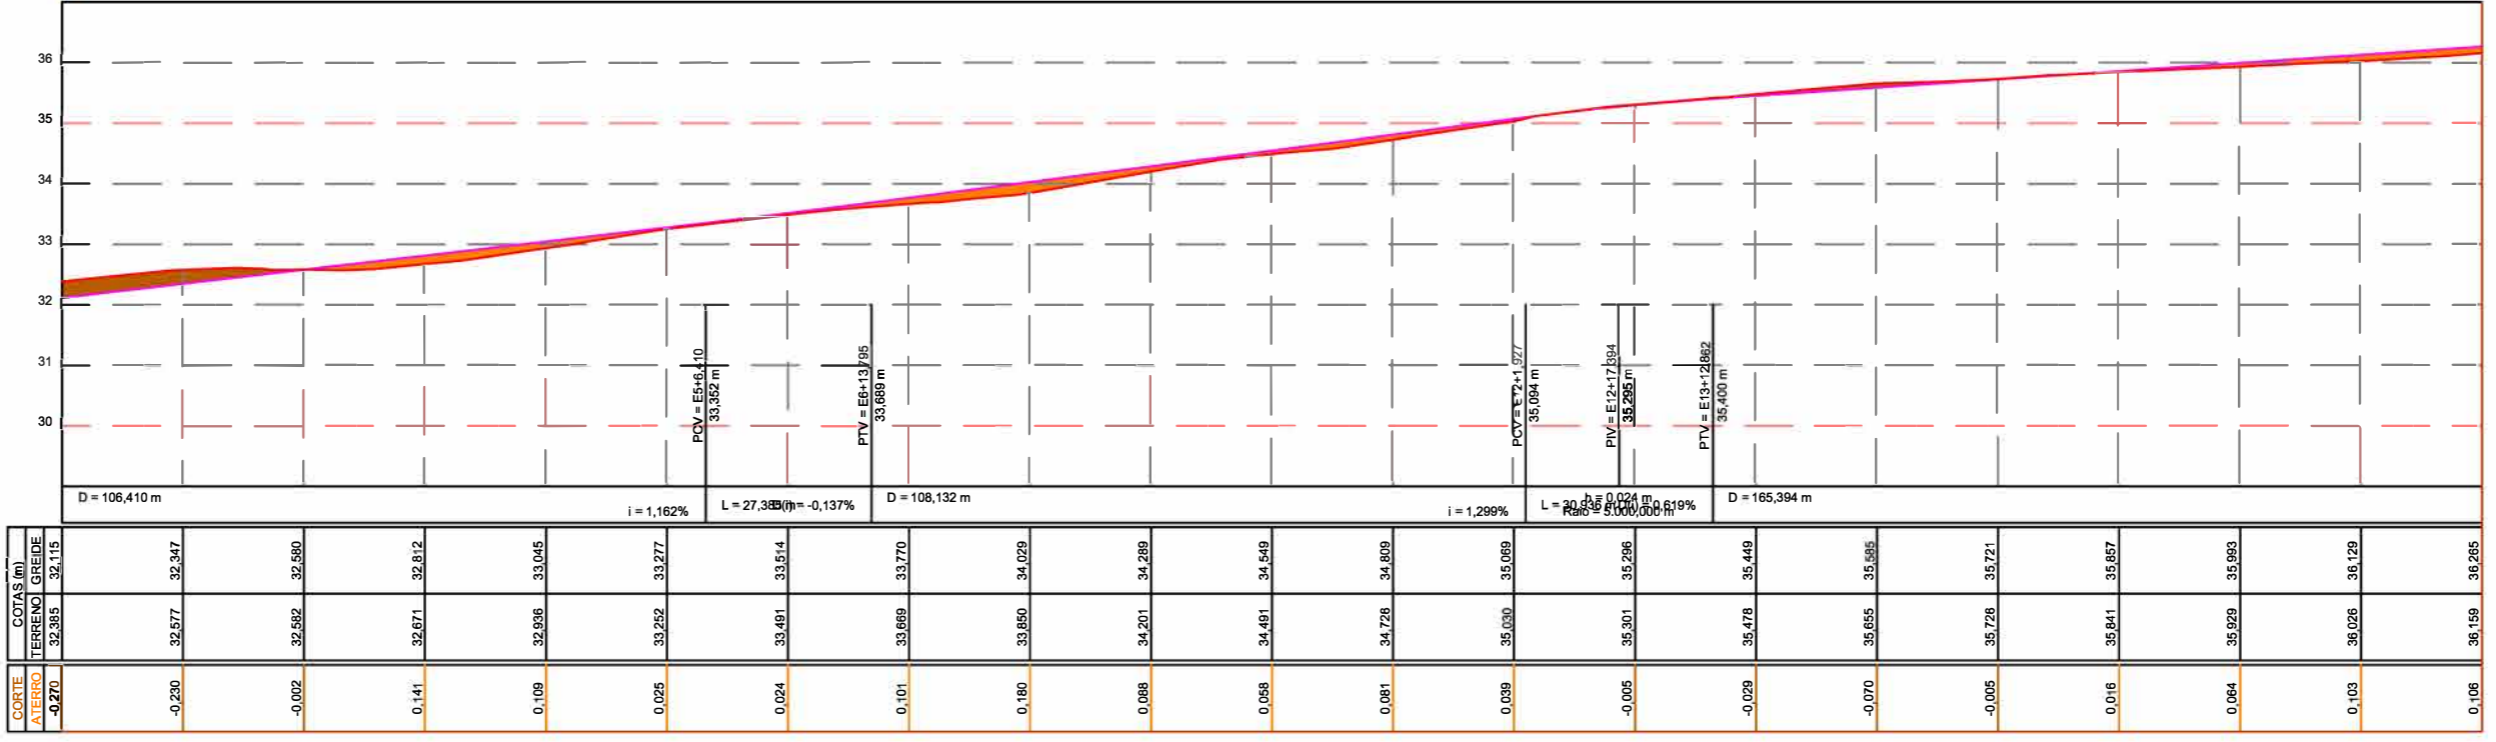 36
35
34
33
32
31
30
PCV = E5+6,410
33,352 m
PTV = E6+13,795
33,689 m
PCV = E12+1,927
35,094 m
PIV = E12+17,394
35,295 m
PTV = E13+12,862
35,400 m
D = 106,410 m
i = 1,162%
L = 27,385 m
D(i) = -0,137%
D = 108,132 m
i = 1,299%
h = 0,024 m
L = 30,936 m
D(i) = 0,619%
Raio = 5.000,000 m
D = 165,394 m
COTAS (m)
GREIDE 32,115 32,347 32,580 32,812 33,045 33,277 33,514 33,770 34,029 34,289 34,549 34,809 35,069 35,296 35,449 35,585 35,721 35,857 35,993 36,129 36,265
TERRENO 32,385 32,577 32,582 32,671 32,936 33,252 33,491 33,669 33,850 34,201 34,491 34,728 35,030 35,301 35,478 35,655 35,728 35,841 35,929 36,026 36,159
CORTE
ATERRO -0,270 -0,230 -0,002 0,141 0,109 0,025 0,024 0,101 0,180 0,088 0,058 0,081 0,039 -0,005 -0,029 -0,070 -0,005 0,016 0,064 0,103 0,106